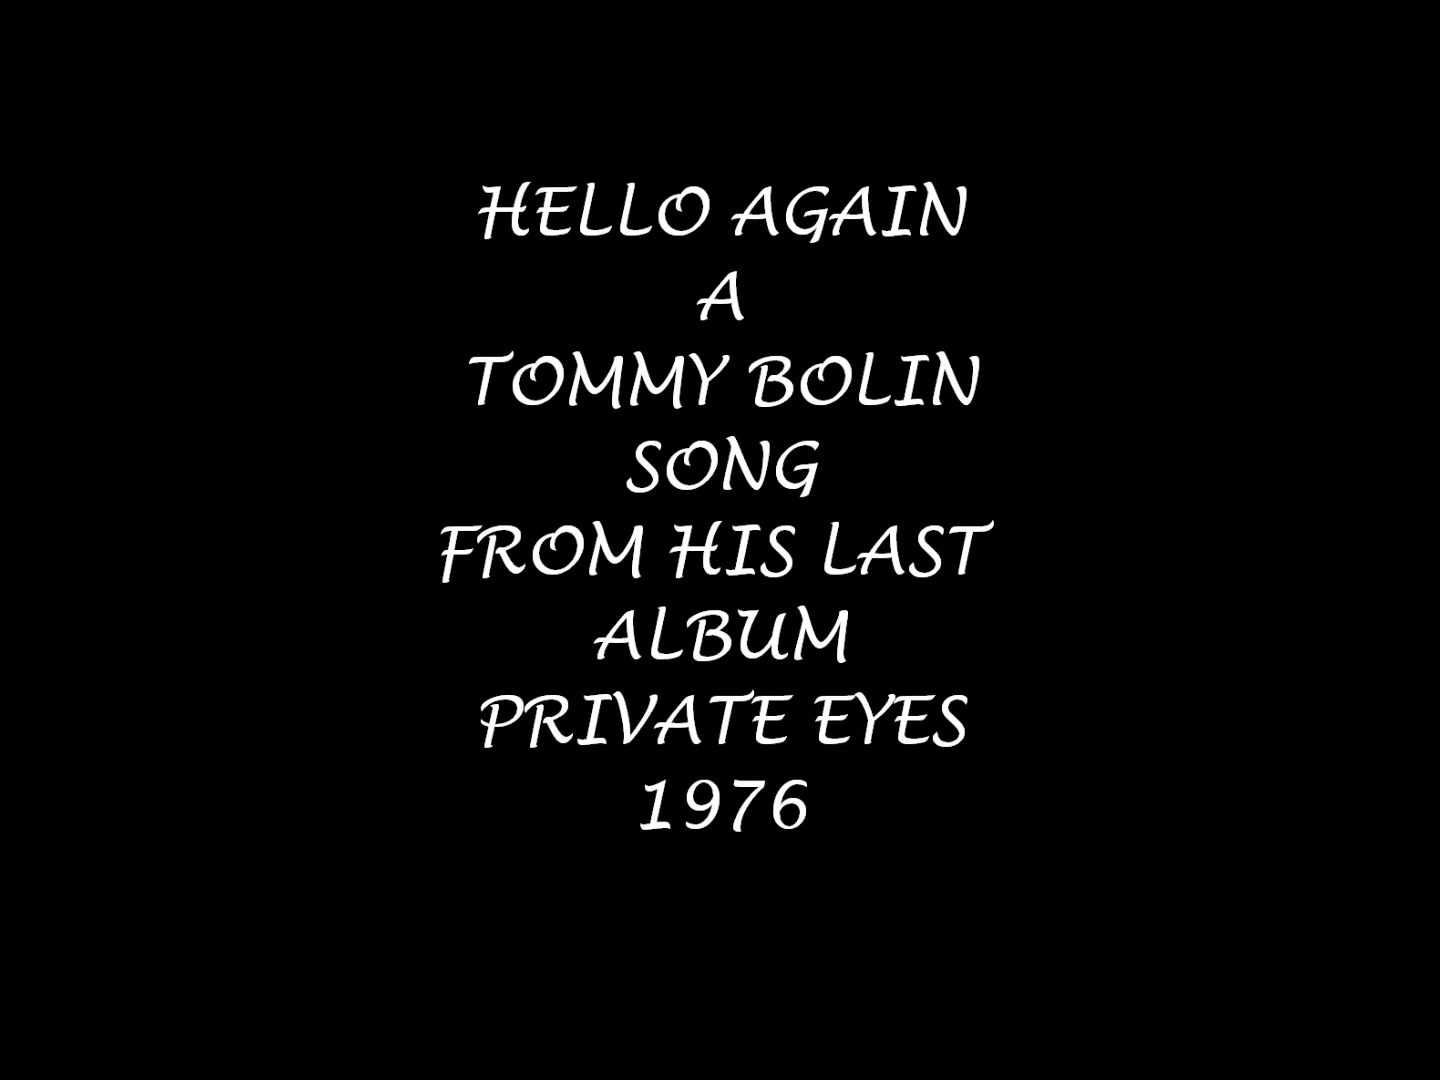 HELLO AGAIN
A
TOMMY BOLIN
SONG
FROM HIS LAST
ALBUM
PRIVATE EYES
1976